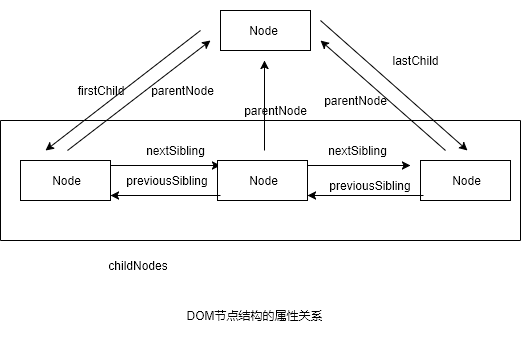 Node
lastChild
firstChild
parentNode
parentNode
parentNode
nextSibling
nextSibling
Node
previousSibling
Node
previousSibling
Node
childNodes
DOM节点结构的属性关系